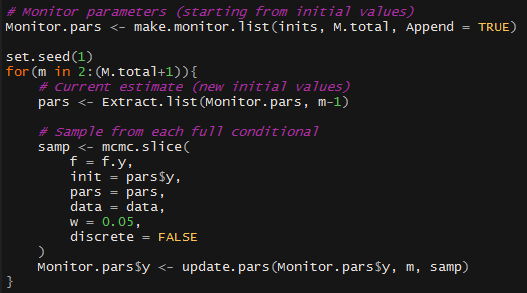 # Monitor parameters (starting from initial values)
Monitor.pars <- make.monitor.list(inits, M.total, Append = TRUE)

set.seed(1)
for(m in 2:(M.total+1)){
    # Current estimate (new initial values)
    pars <- Extract.list(Monitor.pars, m-1)

    # Sample from each full conditional
    samp <- mcmc.slice(
        f = f.y,
        init = pars$y,
        pars = pars,
        data = data,
        w = 0.05,
        discrete = FALSE
    )
    Monitor.pars$y <- update.pars(Monitor.pars$y, m, samp)
}